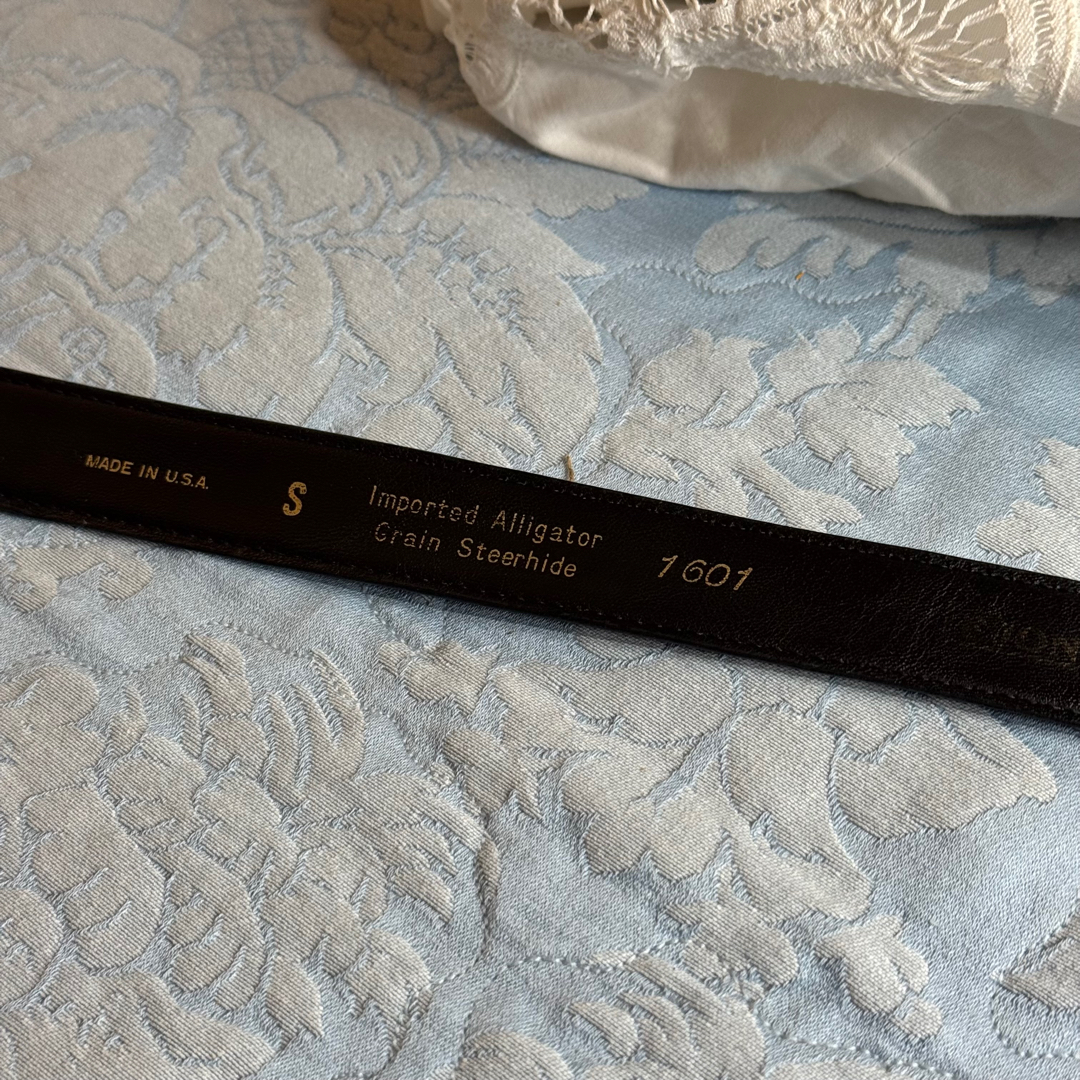 MADE IN U.S.A.
S
Imported Alligator
Grain Steerhide
1601